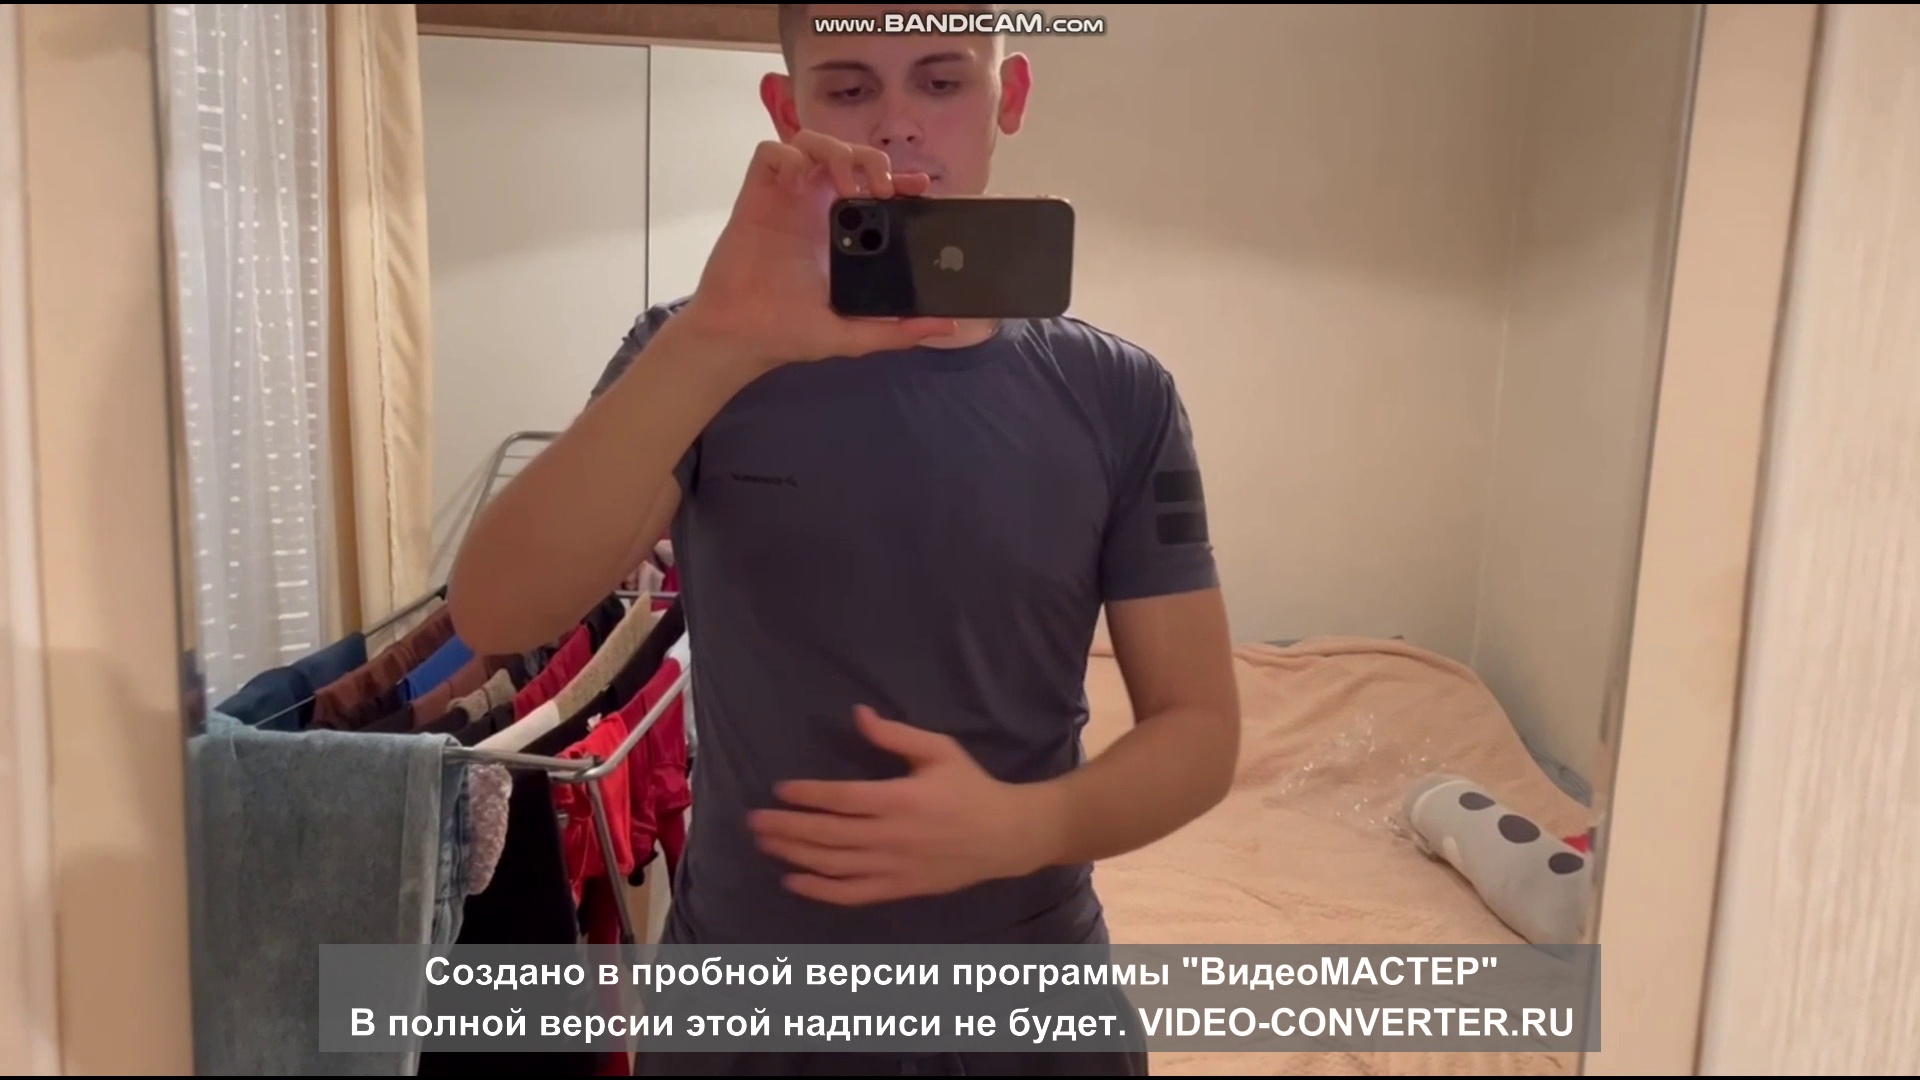 www.BANDICAM.com
Создано в пробной версии программы "ВидеоМАСТЕР"
В полной версии этой надписи не будет. VIDEO-CONVERTER.RU